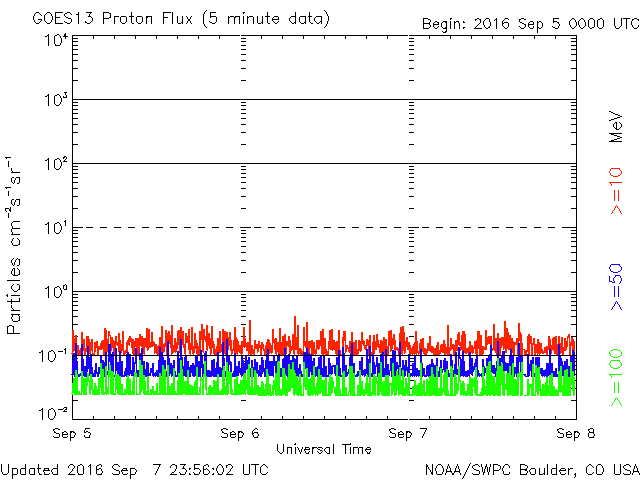 GOES13 Proton Flux (5 minute data)
Begin: 2016 Sep 5 0000 UTC
10⁴
10³
10²
10¹
10⁰
10⁻¹
10⁻²
Particles cm⁻²s⁻¹sr⁻¹
MeV
>=10
>=50
>=100
Sep 5 Sep 6 Sep 7 Sep 8
Universal Time
Updated 2016 Sep 7 23:56:02 UTC
NOAA/SWPC Boulder, CO USA